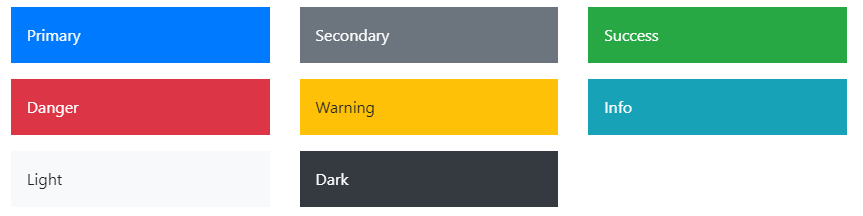 Primary
Secondary
Success
Danger
Warning
Info
Light
Dark